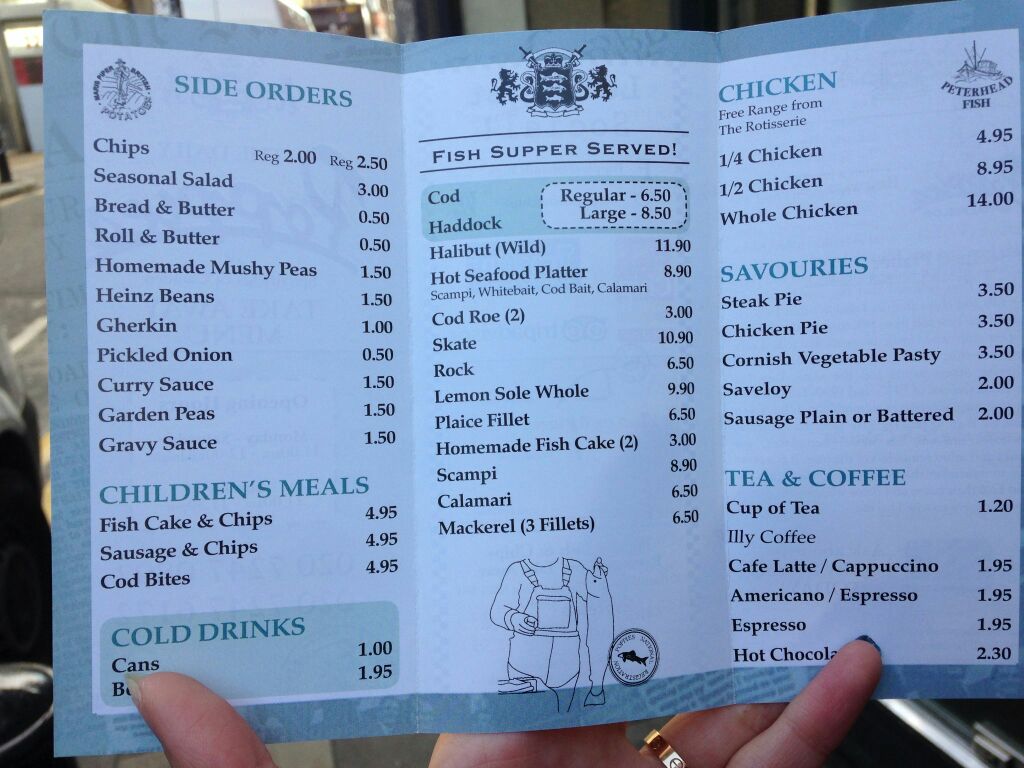 MARIS PIPER BRITISH POTATOES
SIDE ORDERS
Chips Reg 2.00 Reg 2.50
Seasonal Salad 3.00
Bread & Butter 0.50
Roll & Butter 0.50
Homemade Mushy Peas 1.50
Heinz Beans 1.50
Gherkin 1.00
Pickled Onion 0.50
Curry Sauce 1.50
Garden Peas 1.50
Gravy Sauce 1.50
CHILDREN'S MEALS
Fish Cake & Chips 4.95
Sausage & Chips 4.95
Cod Bites 4.95
COLD DRINKS
Cans 1.00
1.95
FISH SUPPER SERVED!
Cod Regular - 6.50
Haddock Large - 8.50
Halibut (Wild) 11.90
Hot Seafood Platter 8.90
Scampi, Whitebait, Cod Bait, Calamari
Cod Roe (2) 3.00
Skate 10.90
Rock 6.50
Lemon Sole Whole 9.90
Plaice Fillet 6.50
Homemade Fish Cake (2) 3.00
Scampi 8.90
Calamari 6.50
Mackerel (3 Fillets) 6.50
POPPIES NATIONAL REGISTRATION
CHICKEN
Free Range from
The Rotisserie
1/4 Chicken 4.95
1/2 Chicken 8.95
Whole Chicken 14.00
PETERHEAD
FISH
SAVOURIES
Steak Pie 3.50
Chicken Pie 3.50
Cornish Vegetable Pasty 3.50
Saveloy 2.00
Sausage Plain or Battered 2.00
TEA & COFFEE
Cup of Tea 1.20
Illy Coffee
Cafe Latte / Cappuccino 1.95
Americano / Espresso 1.95
Espresso 1.95
Hot 2.30